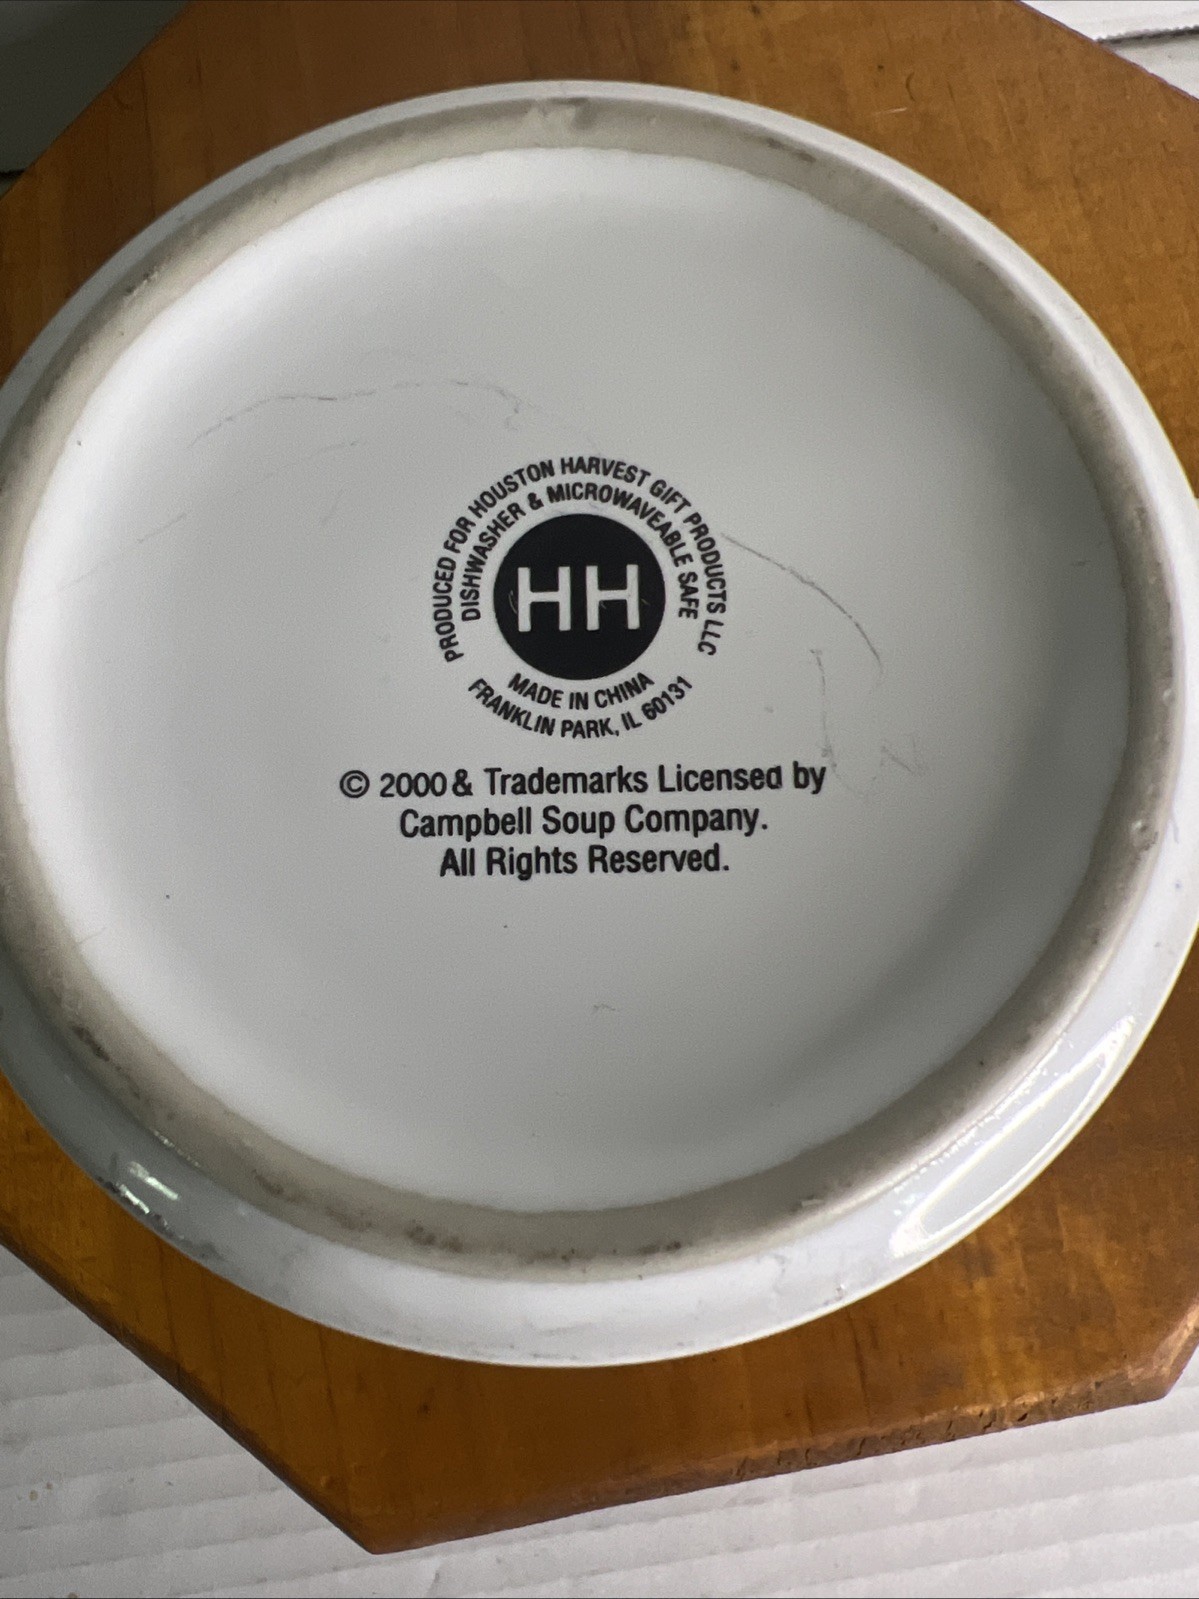 PRODUCED FOR HOUSTON HARVEST GIFT PRODUCTS LLC
DISHWASHER & MICROWAVEABLE SAFE
HH
MADE IN CHINA
FRANKLIN PARK, IL 60131
© 2000 & Trademarks Licensed by
Campbell Soup Company.
All Rights Reserved.